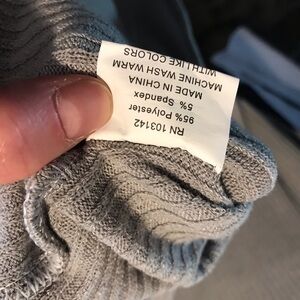 RN 103142
95% Polyester
5% Spandex
MADE IN CHINA
MACHINE WASH WARM
WITH LIKE COLORS